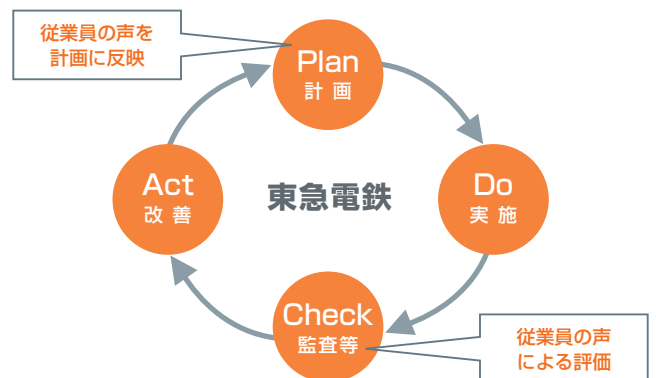 従業員の声を
計画に反映
Plan
計 画
Act
改 善
東急電鉄
Do
実 施
Check
監査等
従業員の声
による評価